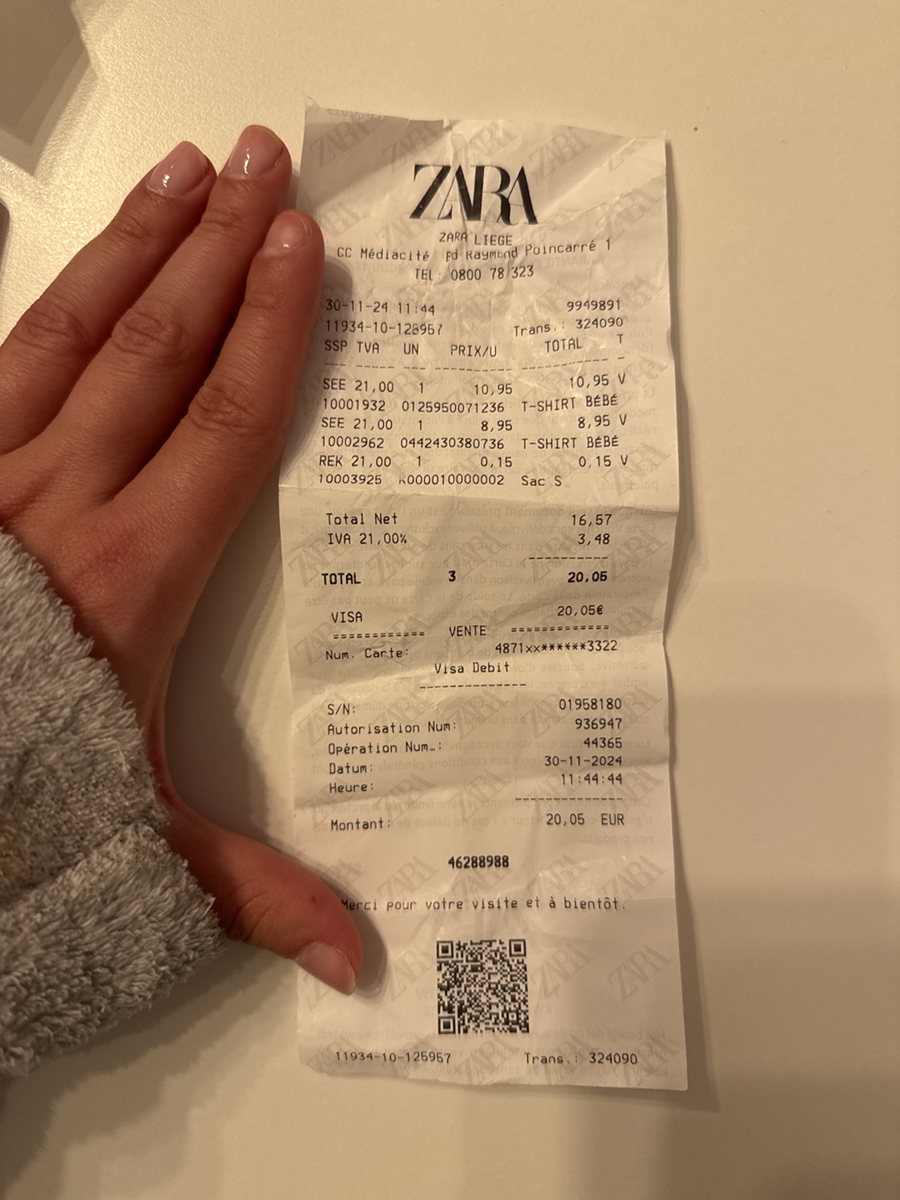 ZARA
ZARA LIEGE
CC Médiacité Raymond Poincarré 1
TEL: 0800 78 323
30-11-24 11:44 9949891
11934-10-125957 Trans.: 324090
SSP TVA UN PRIX/U TOTAL T
SEE 21,00 1 10,95 10,95 V
10001932 0125950071236 T-SHIRT BÉBÉ
SEE 21,00 1 8,95 8,95 V
10002962 0442430380736 T-SHIRT BÉBÉ
REK 21,00 1 0,15 0,15 V
10003925 K000010000002 Sac S
Total Net 16,57
IVA 21,00% 3,48
TOTAL 3 20,05
VISA 20,05€
============ VENTE ============
Num. Carte: 4871xx******3322
Visa Debit
S/N: 01958180
Autorisation Num: 936947
Opération Num.: 44365
Datum: 30-11-2024
Heure: 11:44:44
Montant: 20,05 EUR
46288988
Merci pour votre visite et à bientôt.
11934-10-125957 Trans.: 324090